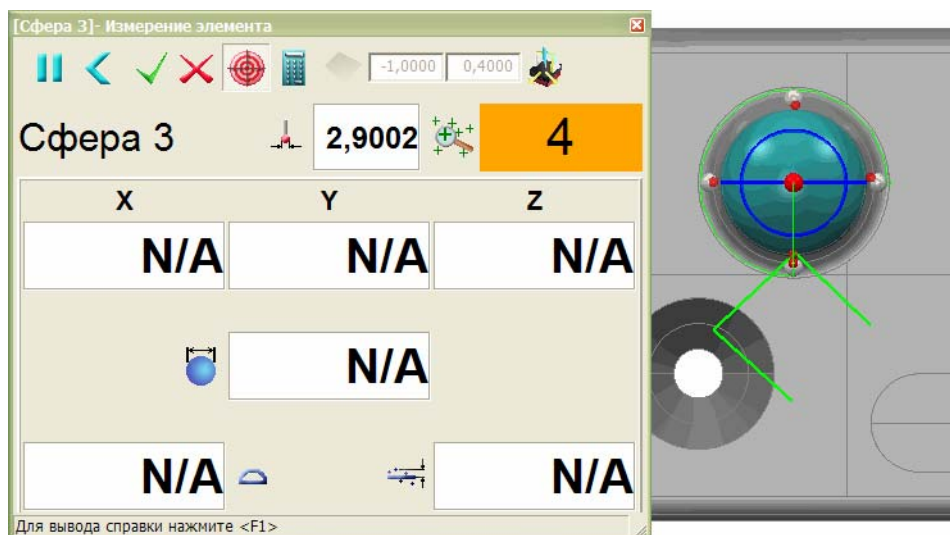 [Сфера 3]- Измерение элемента
-1,0000 0,4000
Сфера 3 2,9002 4
X Y Z
N/A N/A N/A
N/A
N/A N/A
Для вывода справки нажмите <F1>